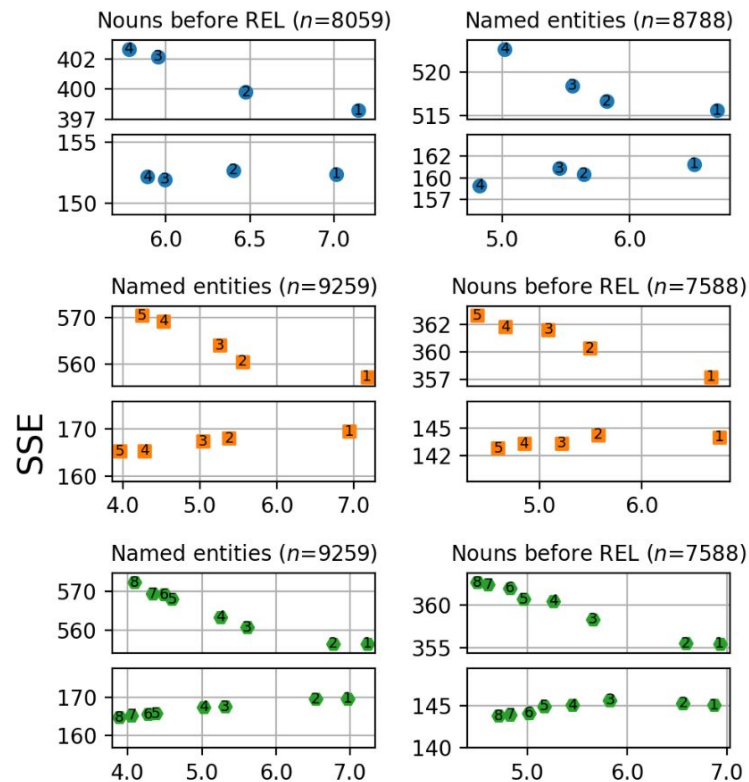 Nouns before REL (n=8059)
402
400
397
4 3 2 1
155
150
4 3 2 1
6.0 6.5 7.0
Named entities (n=8788)
520
515
4 3 2 1
162
160
157
4 3 2 1
5.0 6.0
Named entities (n=9259)
570
560
5 4 3 2 1
170
160
5 4 3 2 1
4.0 5.0 6.0 7.0
Nouns before REL (n=7588)
362
360
357
5 4 3 2 1
145
142
5 4 3 2 1
5.0 6.0
SSE
Named entities (n=9259)
570
560
8 7 6 5 4 3 2 1
170
160
8 7 6 5 4 3 2 1
4.0 5.0 6.0 7.0
Nouns before REL (n=7588)
360
355
8 7 6 5 4 3 2 1
145
140
8 7 6 5 4 3 2 1
5.0 6.0 7.0